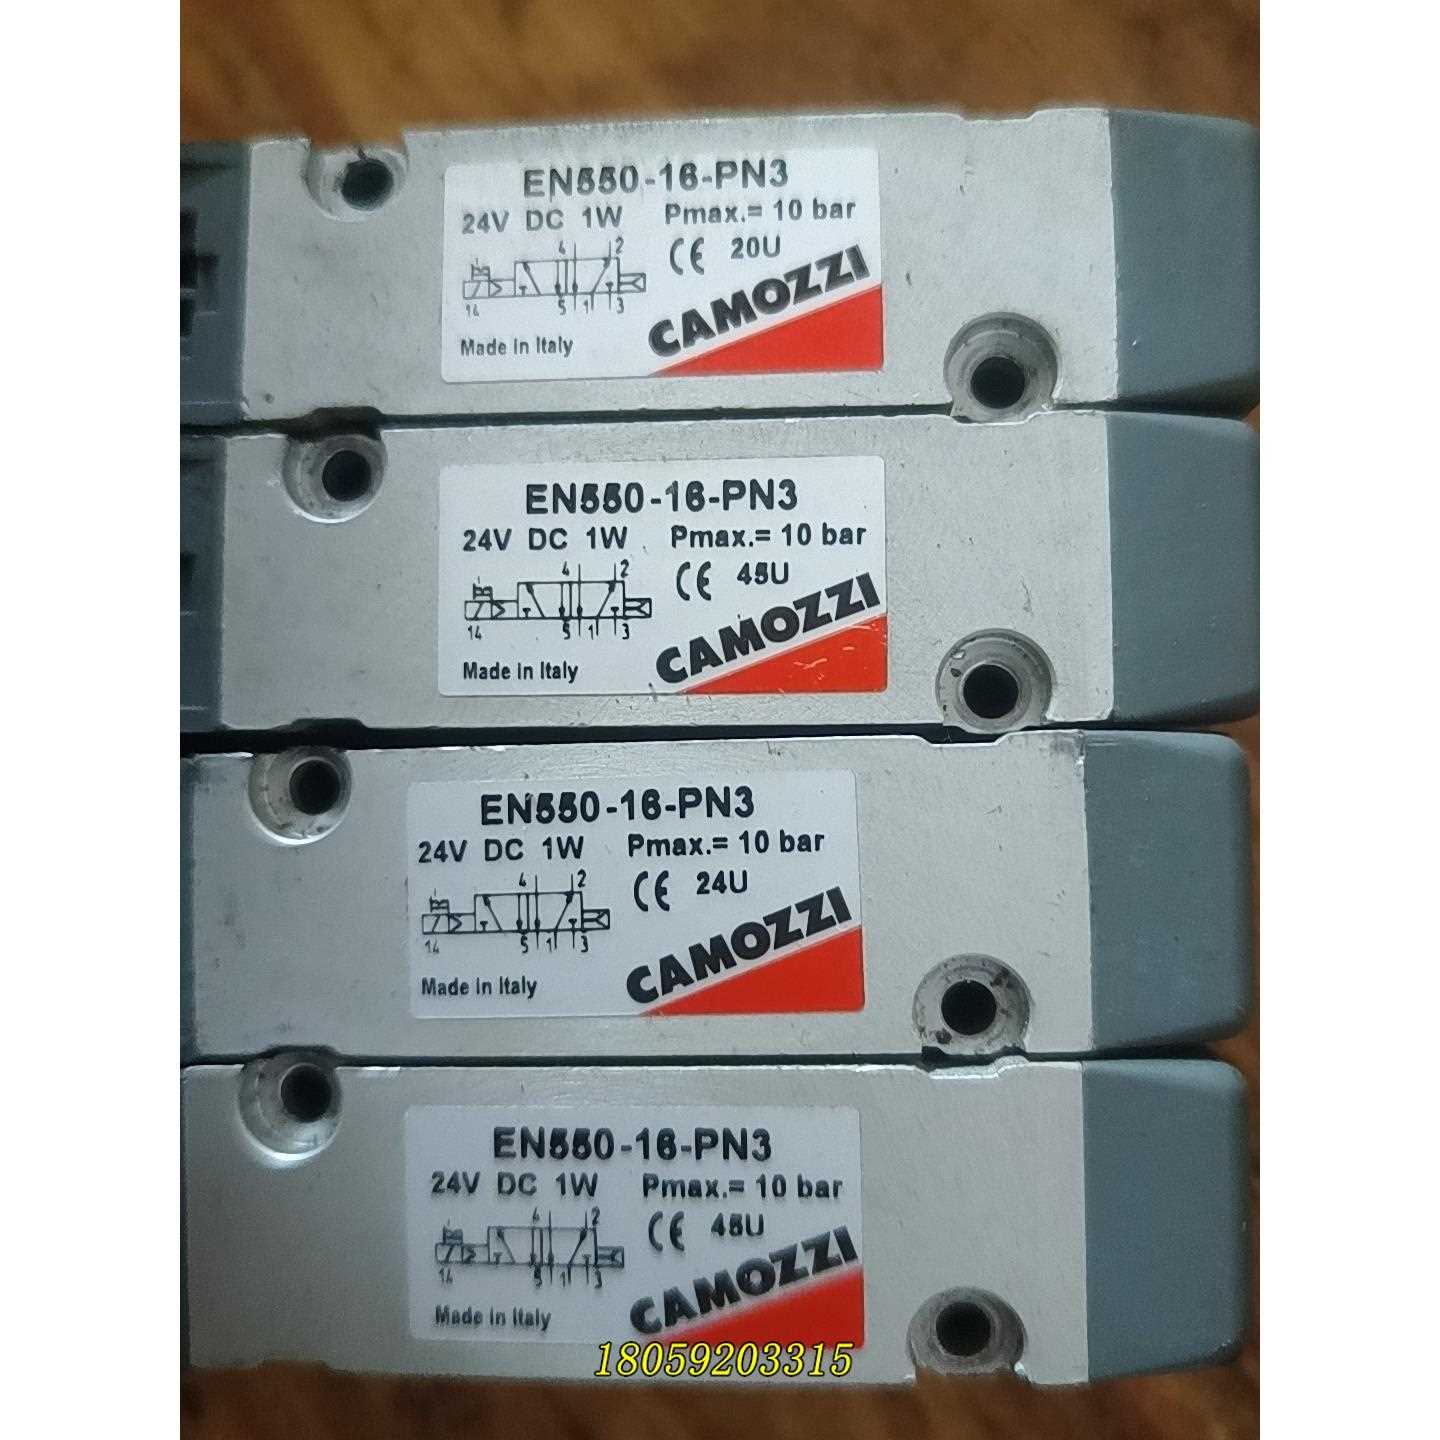 EN550-16-PN3
24V DC 1W Pmax.= 10 bar
4 2
CE 20U
14 5 1 3
CAMOZZI
Made in Italy
EN550-16-PN3
24V DC 1W Pmax.= 10 bar
4 2
CE 45U
14 5 1 3
CAMOZZI
Made in Italy
EN550-16-PN3
24V DC 1W Pmax.= 10 bar
4 2
CE 24U
14 5 1 3
CAMOZZI
Made in Italy
EN550-16-PN3
24V DC 1W Pmax.= 10 bar
4 2
CE 45U
14 5 1 3
CAMOZZI
Made in Italy
18059203315